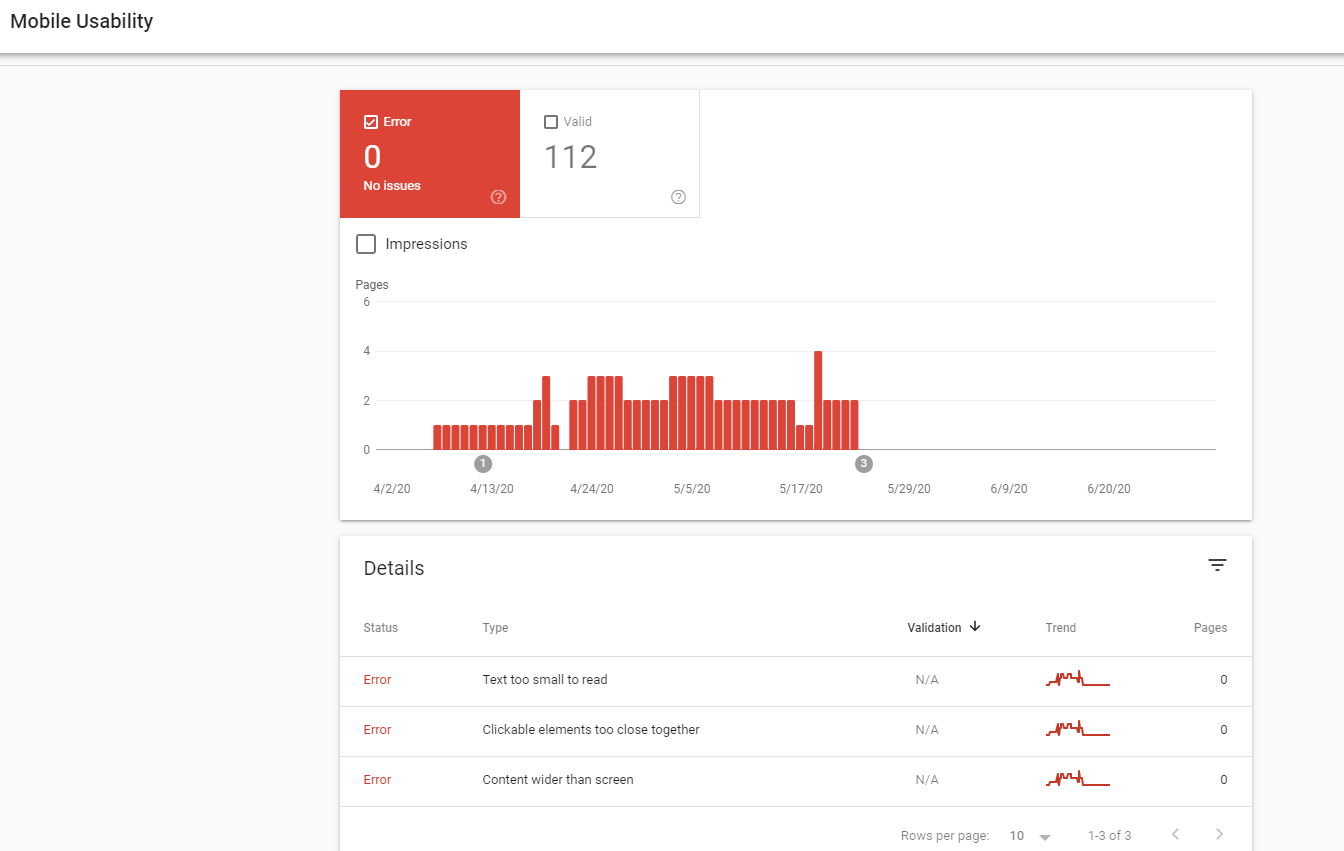 Mobile Usability
Error
Valid
0
112
No issues
Impressions
Pages
6
4
2
0
1
3
4/2/20 4/13/20 4/24/20 5/5/20 5/17/20 5/29/20 6/9/20 6/20/20
Details
Status Type Validation Trend Pages
Error Text too small to read N/A 0
Error Clickable elements too close together N/A 0
Error Content wider than screen N/A 0
Rows per page: 10 1-3 of 3